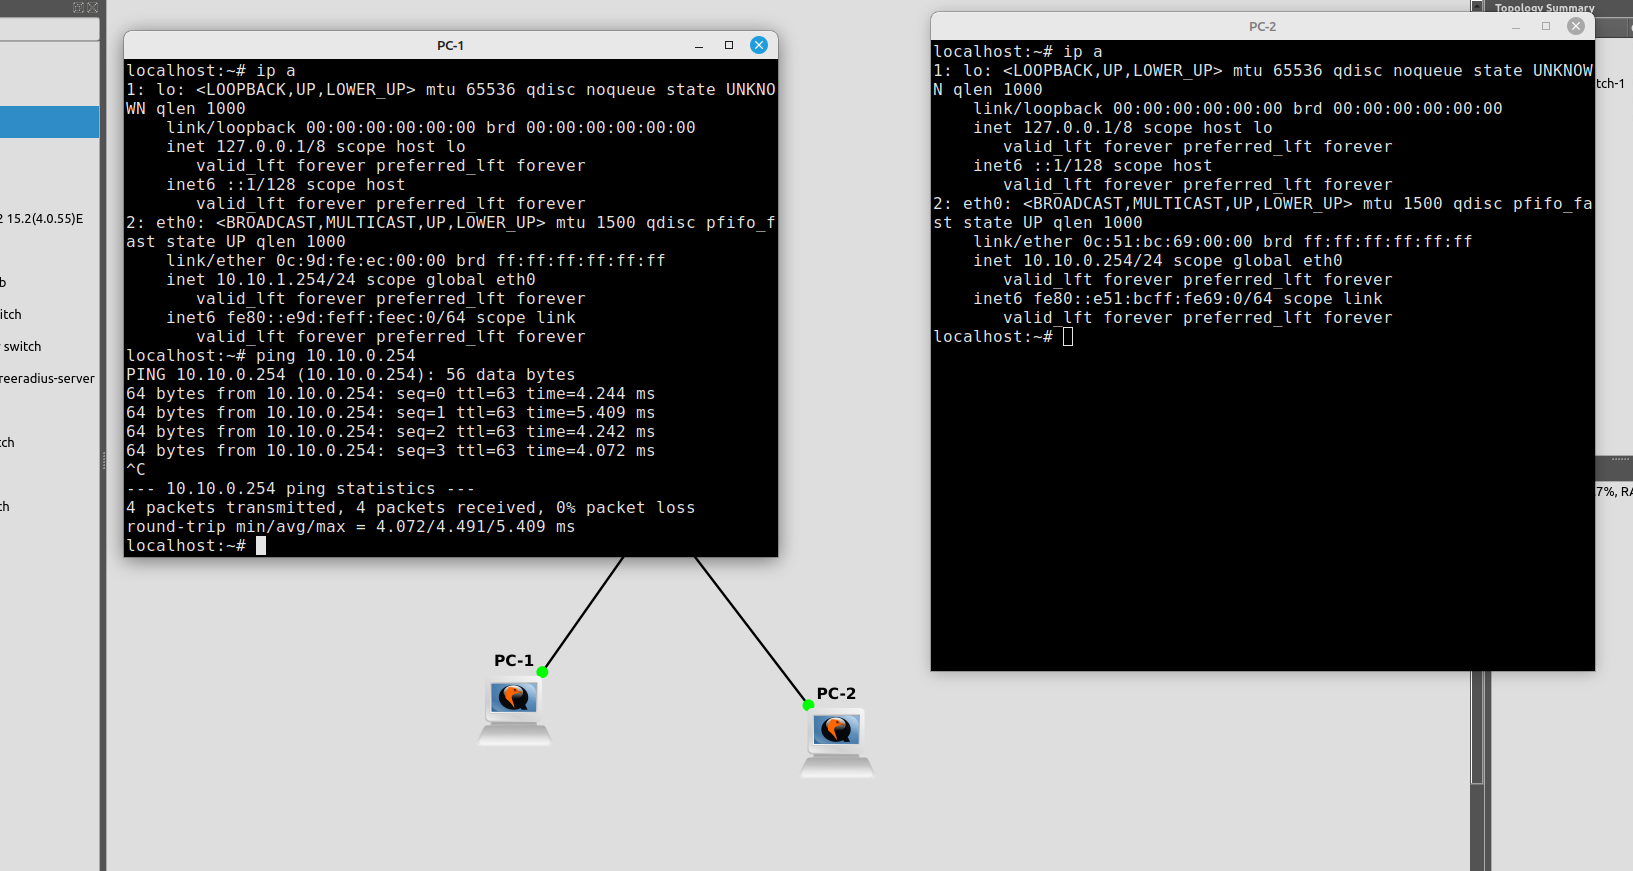 Topology Summary
PC-1
localhost:~# ip a
1: lo: <LOOPBACK,UP,LOWER_UP> mtu 65536 qdisc noqueue state UNKNO
WN qlen 1000
link/loopback 00:00:00:00:00:00 brd 00:00:00:00:00:00
inet 127.0.0.1/8 scope host lo
valid_lft forever preferred_lft forever
inet6 ::1/128 scope host
valid_lft forever preferred_lft forever
2: eth0: <BROADCAST,MULTICAST,UP,LOWER_UP> mtu 1500 qdisc pfifo_f
ast state UP qlen 1000
link/ether 0c:9d:fe:ec:00:00 brd ff:ff:ff:ff:ff:ff
inet 10.10.1.254/24 scope global eth0
valid_lft forever preferred_lft forever
inet6 fe80::e9d:feff:feec:0/64 scope link
valid_lft forever preferred_lft forever
localhost:~# ping 10.10.0.254
PING 10.10.0.254 (10.10.0.254): 56 data bytes
64 bytes from 10.10.0.254: seq=0 ttl=63 time=4.244 ms
64 bytes from 10.10.0.254: seq=1 ttl=63 time=5.409 ms
64 bytes from 10.10.0.254: seq=2 ttl=63 time=4.242 ms
64 bytes from 10.10.0.254: seq=3 ttl=63 time=4.072 ms
^C
--- 10.10.0.254 ping statistics ---
4 packets transmitted, 4 packets received, 0% packet loss
round-trip min/avg/max = 4.072/4.491/5.409 ms
localhost:~#
PC-2
localhost:~# ip a
1: lo: <LOOPBACK,UP,LOWER_UP> mtu 65536 qdisc noqueue state UNKNOW
N qlen 1000
link/loopback 00:00:00:00:00:00 brd 00:00:00:00:00:00
inet 127.0.0.1/8 scope host lo
valid_lft forever preferred_lft forever
inet6 ::1/128 scope host
valid_lft forever preferred_lft forever
2: eth0: <BROADCAST,MULTICAST,UP,LOWER_UP> mtu 1500 qdisc pfifo_fa
st state UP qlen 1000
link/ether 0c:51:bc:69:00:00 brd ff:ff:ff:ff:ff:ff
inet 10.10.0.254/24 scope global eth0
valid_lft forever preferred_lft forever
inet6 fe80::e51:bcff:fe69:0/64 scope link
valid_lft forever preferred_lft forever
localhost:~#
tch-1
7%, RA
2 15.2(4.0.55)E
b
itch
switch
reeradius-server
tch
ch
PC-1
PC-2